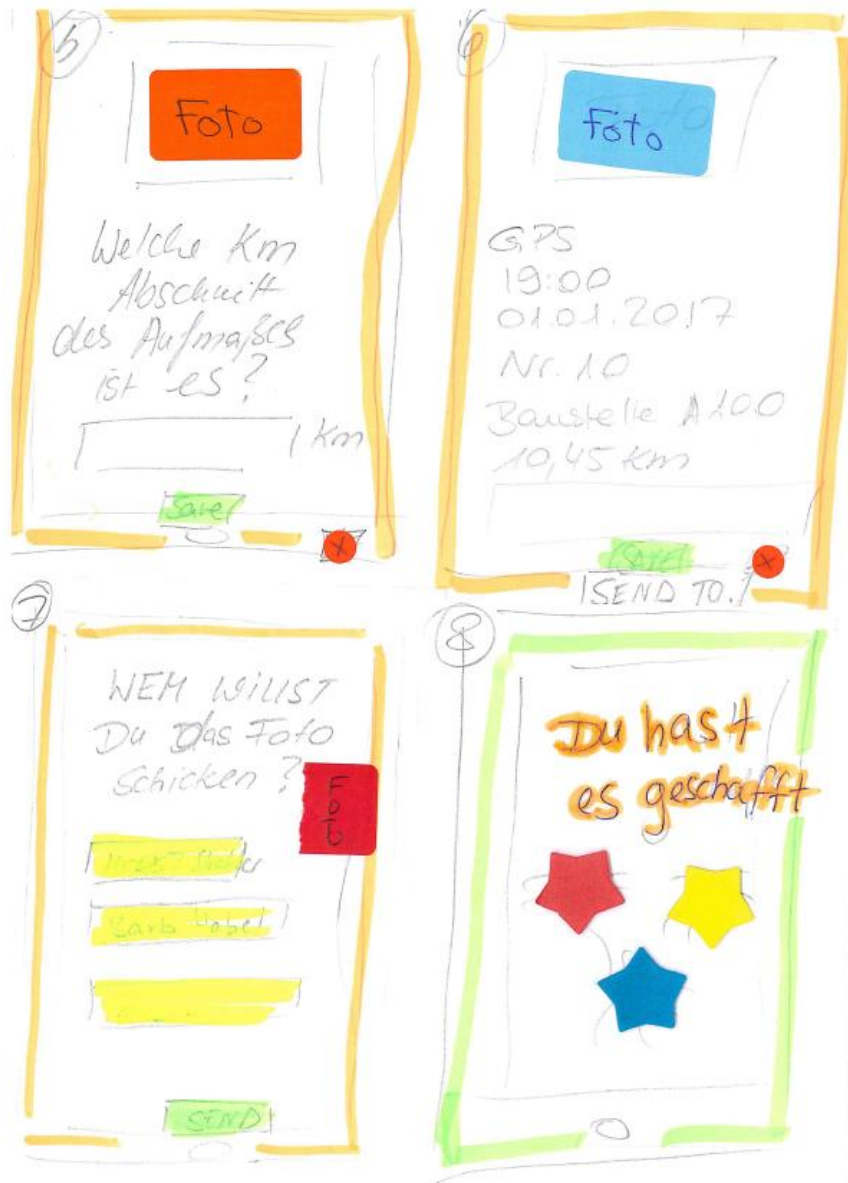 5
Foto
Welche Km
Abschnitt
des Aufmaßes
ist es?
Km
Save
X
6
Foto
GPS
19:00
01.01.2017
Nr. 10
Baustelle A100
10,45 km
SAVE
X
SEND TO.
7
WEM WILLST
Du Das Foto
Schicken?
Foto
SEND
8
Du hast
es geschafft